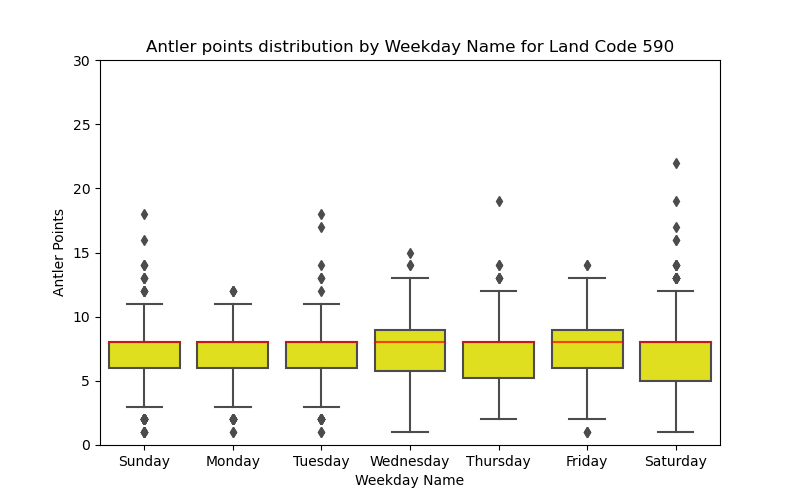 Antler points distribution by Weekday Name for Land Code 590
30
25
20
15
10
5
0
Antler Points
Sunday Monday Tuesday Wednesday Thursday Friday Saturday
Weekday Name